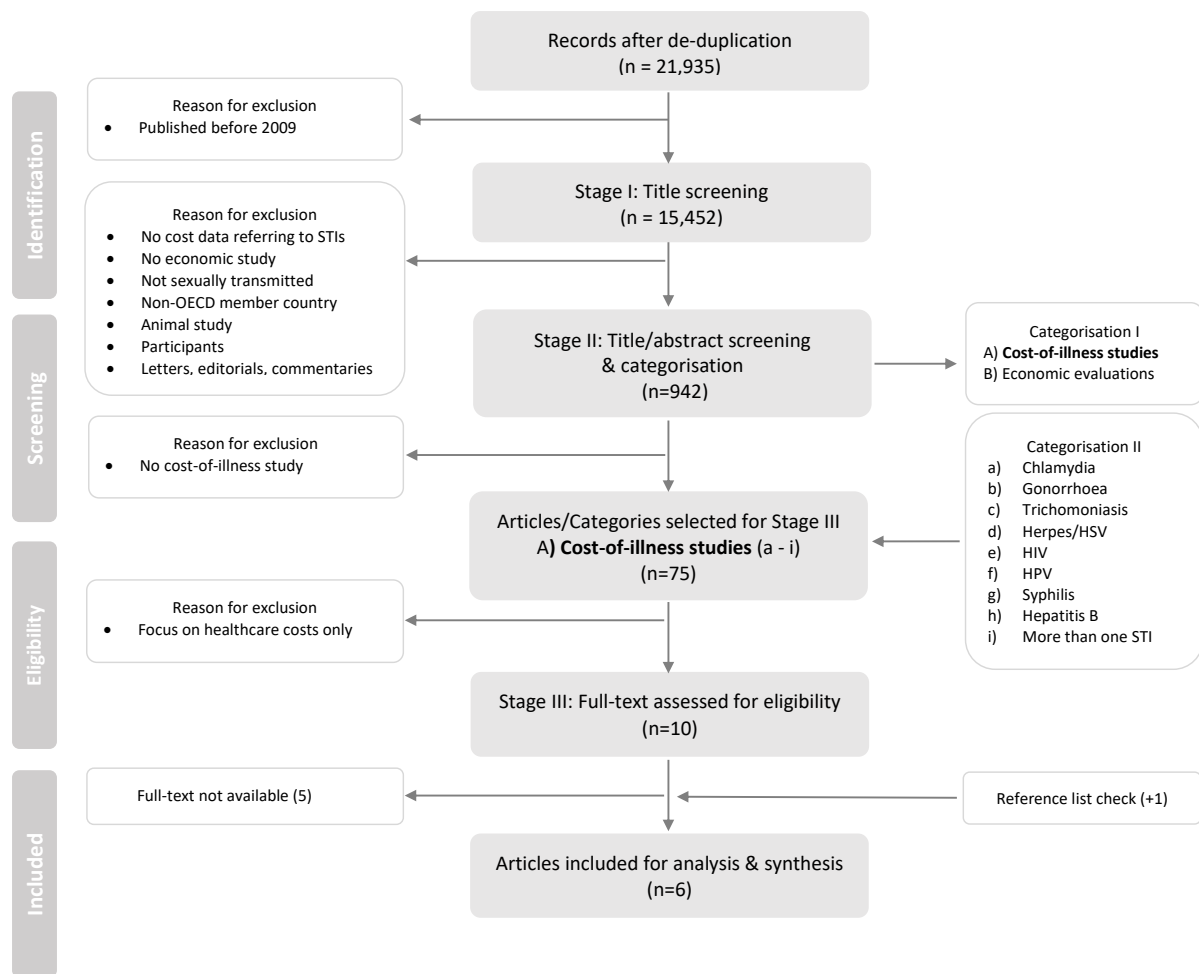 Records after de-duplication
(n = 21,935)
Identification
Reason for exclusion
• Published before 2009
Stage I: Title screening
(n = 15,452)
Reason for exclusion
• No cost data referring to STIs
• No economic study
• Not sexually transmitted
• Non-OECD member country
• Animal study
• Participants
• Letters, editorials, commentaries
Screening
Stage II: Title/abstract screening
& categorisation
(n=942)
Categorisation I
A) Cost-of-illness studies
B) Economic evaluations
Reason for exclusion
• No cost-of-illness study
Categorisation II
a) Chlamydia
b) Gonorrhoea
c) Trichomoniasis
d) Herpes/HSV
e) HIV
f) HPV
g) Syphilis
h) Hepatitis B
i) More than one STI
Articles/Categories selected for Stage III
A) Cost-of-illness studies (a - i)
(n=75)
Eligibility
Reason for exclusion
• Focus on healthcare costs only
Stage III: Full-text assessed for eligibility
(n=10)
Included
Full-text not available (5)
Reference list check (+1)
Articles included for analysis & synthesis
(n=6)